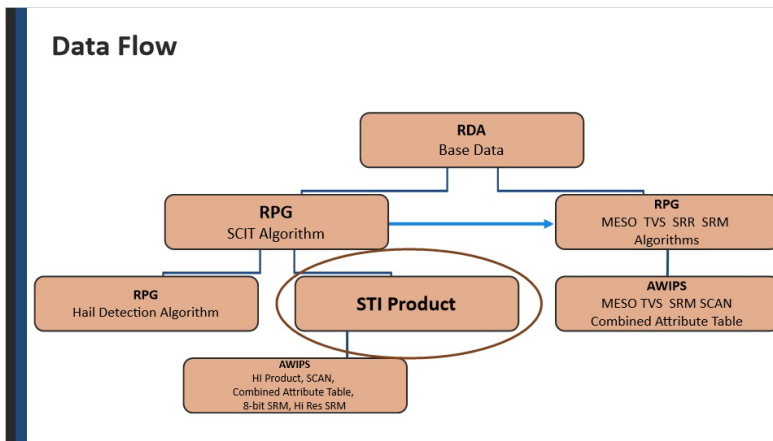 Data Flow
RDA
Base Data
RPG
SCIT Algorithm
RPG
MESO TVS SRR SRM
Algorithms
RPG
Hail Detection Algorithm
STI Product
AWIPS
MESO TVS SRM SCAN
Combined Attribute Table
AWIPS
HI Product, SCAN,
Combined Attribute Table,
8-bit SRM, Hi Res SRM